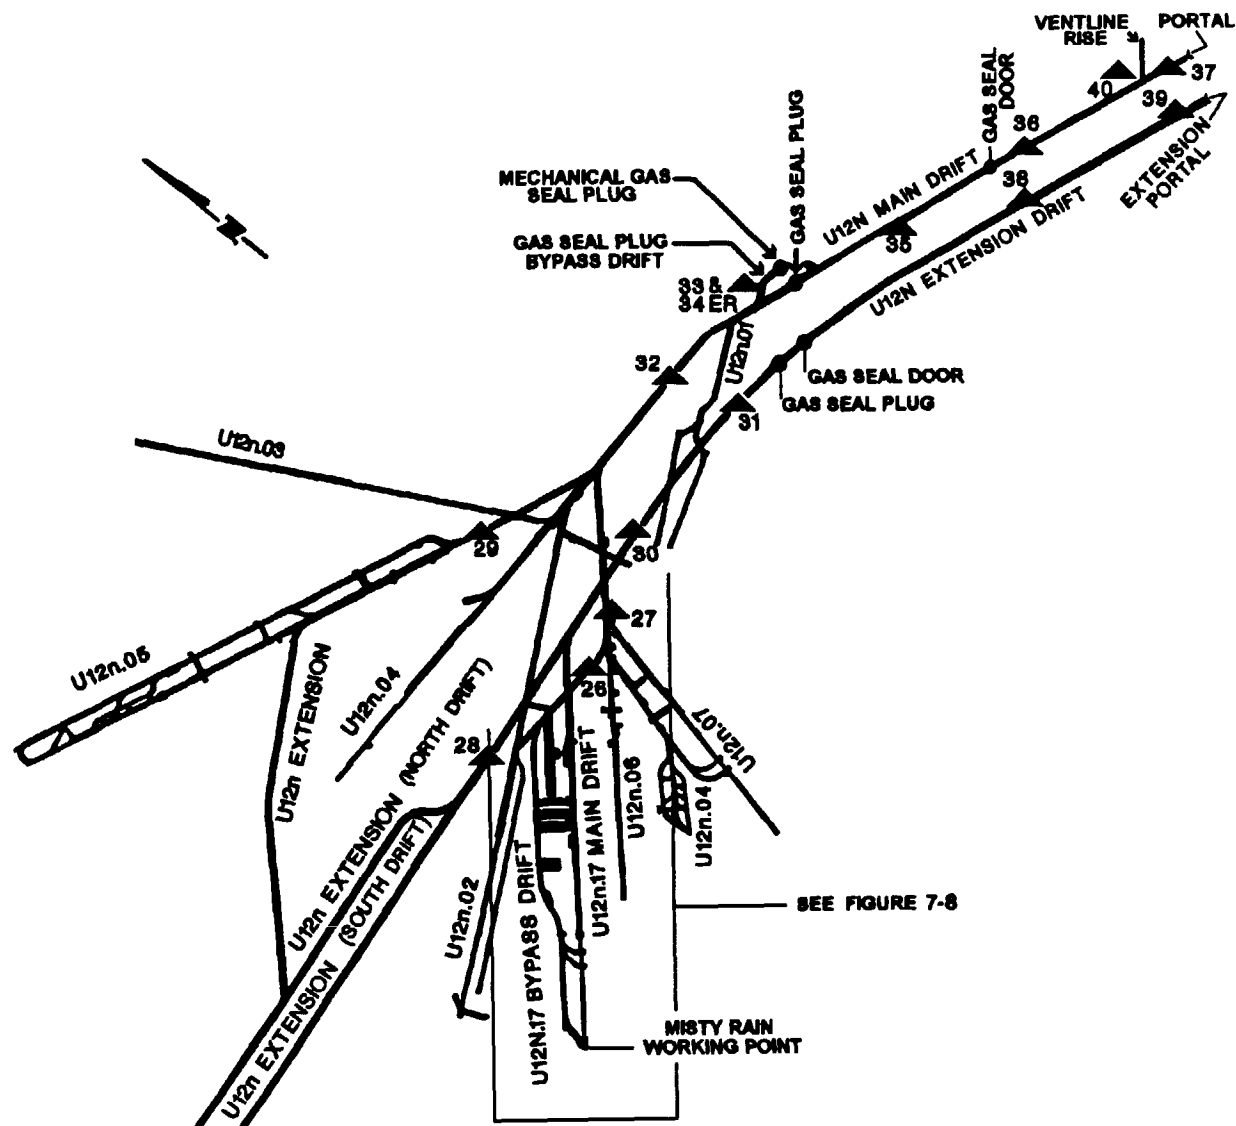 VENTLINE
RISE
PORTAL
37
40
39
GAS SEAL
DOOR
36
EXTENSION
PORTAL
GAS SEAL PLUG
MECHANICAL GAS
SEAL PLUG
U12N MAIN DRIFT
38
GAS SEAL PLUG
BYPASS DRIFT
35
U12N EXTENSION DRIFT
33 &
34 ER
N
U12n.01
32
GAS SEAL DOOR
GAS SEAL PLUG
31
U12n.03
29
30
27
U12n.05
U12n EXTENSION
U12n.04
26
28
U12n.07
U12n EXTENSION (NORTH DRIFT)
U12n.17 MAIN DRIFT
U12n.06
U12n.04
U12n EXTENSION (SOUTH DRIFT)
U12n.02
U12N.17 BYPASS DRIFT
SEE FIGURE 7-8
MISTY RAIN
WORKING POINT